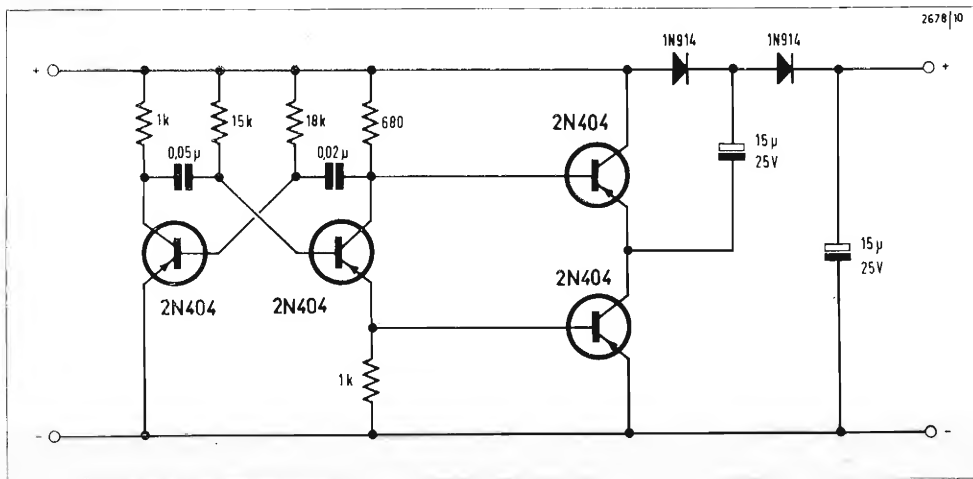 2678/10
1N914
1N914
+
+
1k
15k
18k
680
2N404
0,05µ
0,02µ
15µ
25V
15µ
25V
2N404
2N404
2N404
1k
-
-